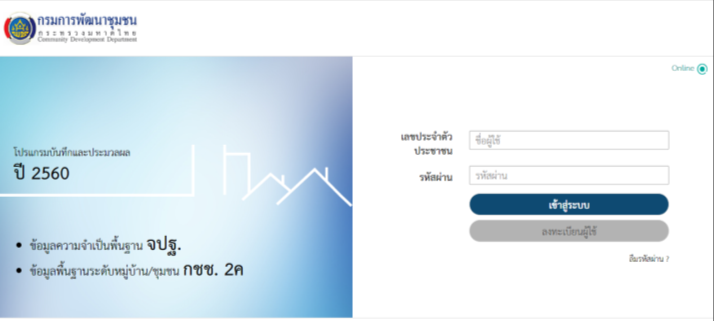 กรมการพัฒนาชุมชน
กระทรวงมหาดไทย
Community Development Department
Online
โปรแกรมบันทึกและประมวลผล
ปี 2560
• ข้อมูลความจำเป็นพื้นฐาน จปฐ.
• ข้อมูลพื้นฐานระดับหมู่บ้าน/ชุมชน กชช. 2ค
เลขประจำตัว
ประชาชน
ชื่อผู้ใช้
รหัสผ่าน
รหัสผ่าน
เข้าสู่ระบบ
ลงทะเบียนผู้ใช้
ลืมรหัสผ่าน ?